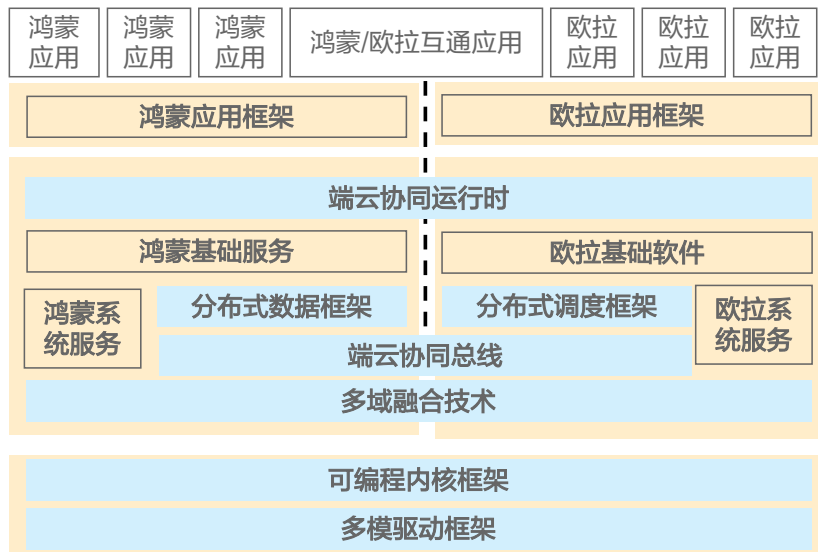 鸿蒙
应用
鸿蒙
应用
鸿蒙
应用
鸿蒙/欧拉互通应用
欧拉
应用
欧拉
应用
欧拉
应用
鸿蒙应用框架
欧拉应用框架
端云协同运行时
鸿蒙基础服务
欧拉基础软件
鸿蒙系
统服务
分布式数据框架
分布式调度框架
欧拉系
统服务
端云协同总线
多域融合技术
可编程内核框架
多模驱动框架